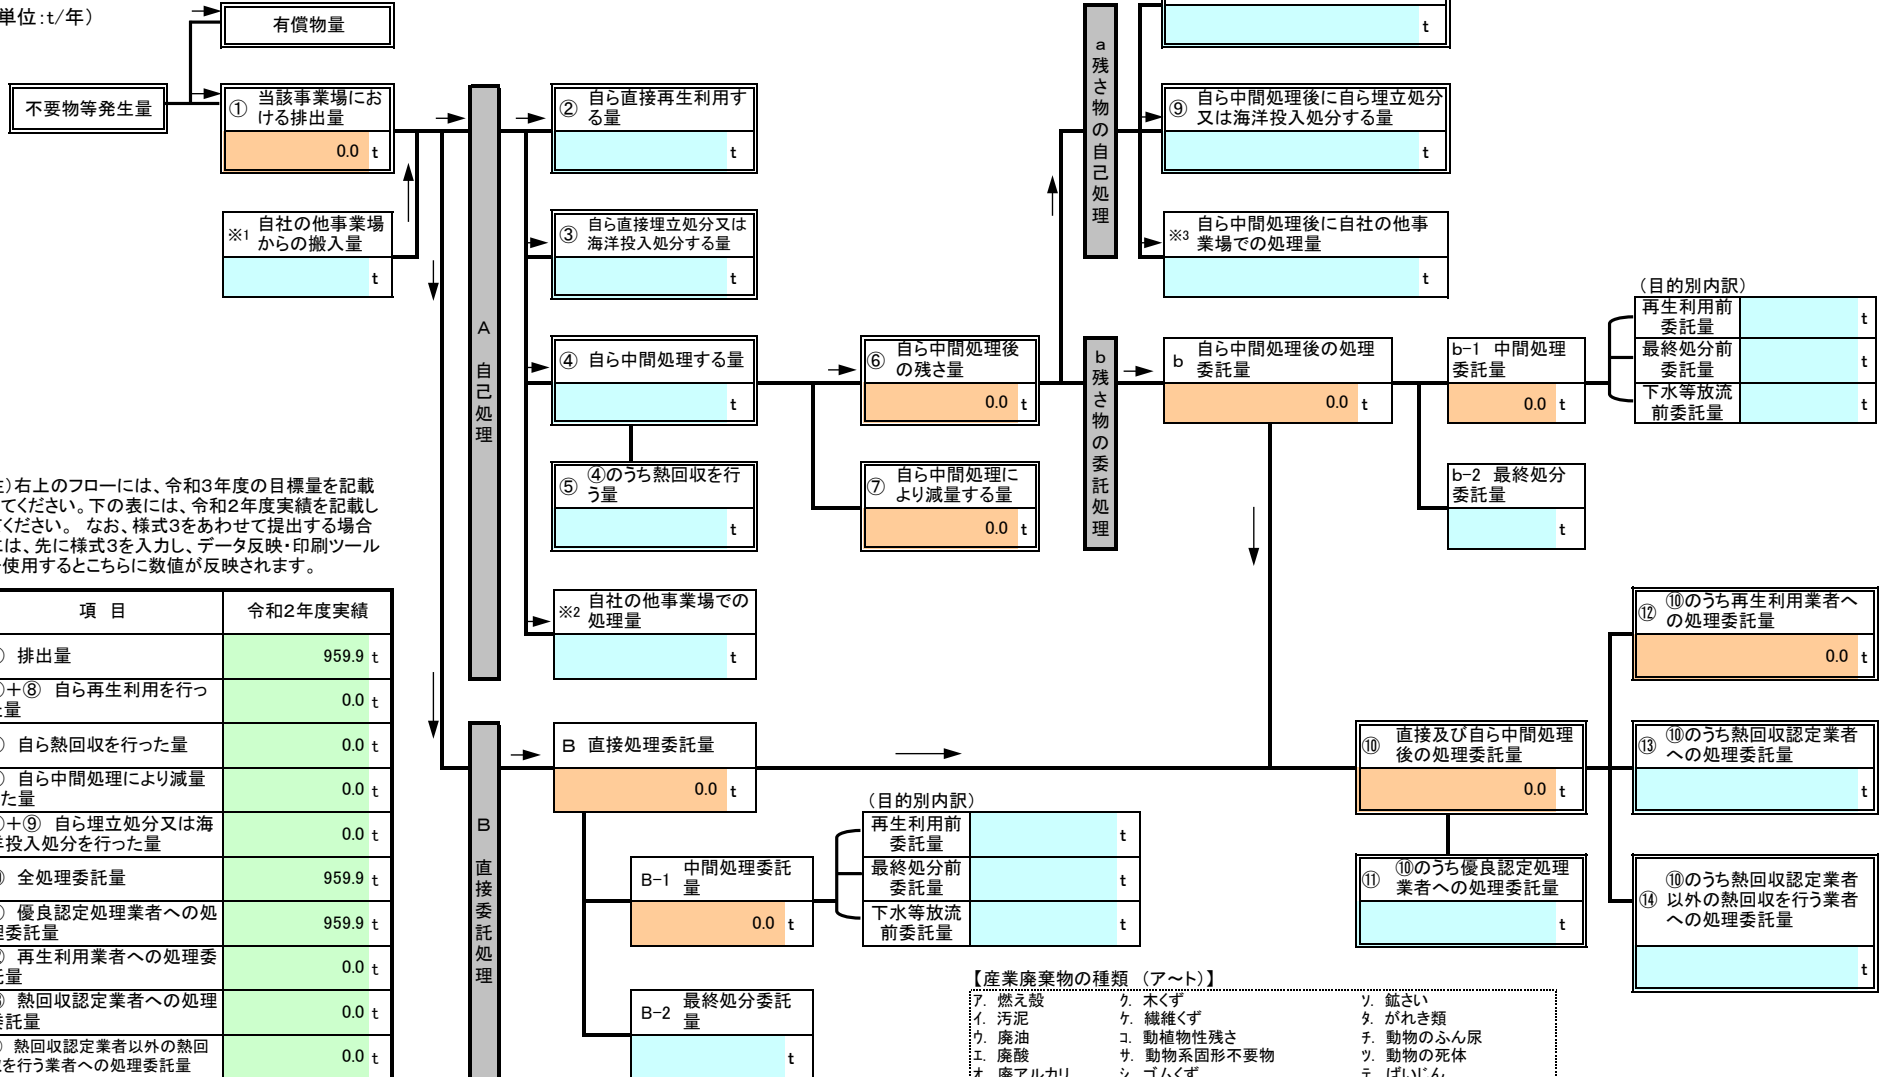 単位:t/年）
有償物量
不要物等発生量
① 当該事業場にお
ける排出量
0.0 t
※1 自社の他事業場
からの搬入量
t
A 自己処理
② 自ら直接再生利用す
る量
t
③ 自ら直接埋立処分又は
海洋投入処分する量
t
④ 自ら中間処理する量
t
⑤ ④のうち熱回収を行
う量
t
※2 自社の他事業場での
処理量
t
⑥ 自ら中間処理後
の残さ量
0.0 t
⑦ 自ら中間処理に
より減量する量
0.0 t
a 残さ物の自己処理
t
⑨ 自ら中間処理後に自ら埋立処分
又は海洋投入処分する量
t
※3 自ら中間処理後に自社の他事
業場での処理量
t
b 残さ物の委託処理
b 自ら中間処理後の処理
委託量
0.0 t
b-1 中間処理
委託量
0.0 t
（目的別内訳）
再生利用前
委託量
t
最終処分前
委託量
t
下水等放流
前委託量
t
b-2 最終処分
委託量
t
）右上のフローには、令和3年度の目標量を記載
てください。下の表には、令和2年度実績を記載し
ください。 なお、様式3をあわせて提出する場合
は、先に様式3を入力し、データ反映・印刷ツール
使用するとこちらに数値が反映されます。
項 目 令和2年度実績
排出量 959.9 t
＋⑧ 自ら再生利用を行っ
量
0.0 t
自ら熱回収を行った量 0.0 t
自ら中間処理により減量
た量
0.0 t
＋⑨ 自ら埋立処分又は海
投入処分を行った量
0.0 t
全処理委託量 959.9 t
優良認定処理業者への処
委託量
959.9 t
再生利用業者への処理委
量
0.0 t
熱回収認定業者への処理
託量
0.0 t
熱回収認定業者以外の熱回
を行う業者への処理委託量
0.0 t
B 直接委託処理
B 直接処理委託量
0.0 t
B-1 中間処理委託
量
0.0 t
（目的別内訳）
再生利用前
委託量
t
最終処分前
委託量
t
下水等放流
前委託量
t
B-2 最終処分委託
量
t
⑩ 直接及び自ら中間処理
後の処理委託量
0.0 t
⑪ ⑩のうち優良認定処理
業者への処理委託量
t
⑫ ⑩のうち再生利用業者へ
の処理委託量
0.0 t
⑬ ⑩のうち熱回収認定業者
への処理委託量
t
⑭ ⑩のうち熱回収認定業者
以外の熱回収を行う業者
への処理委託量
t
【産業廃棄物の種類 （ア～ト）】
ア. 燃え殻 ク. 木くず ソ. 鉱さい
イ. 汚泥 ケ. 繊維くず タ. がれき類
ウ. 廃油 コ. 動植物性残さ チ. 動物のふん尿
エ. 廃酸 サ. 動物系固形不要物 ツ. 動物の死体
オ. 廃アルカリ シ. ゴムくず テ. ばいじん